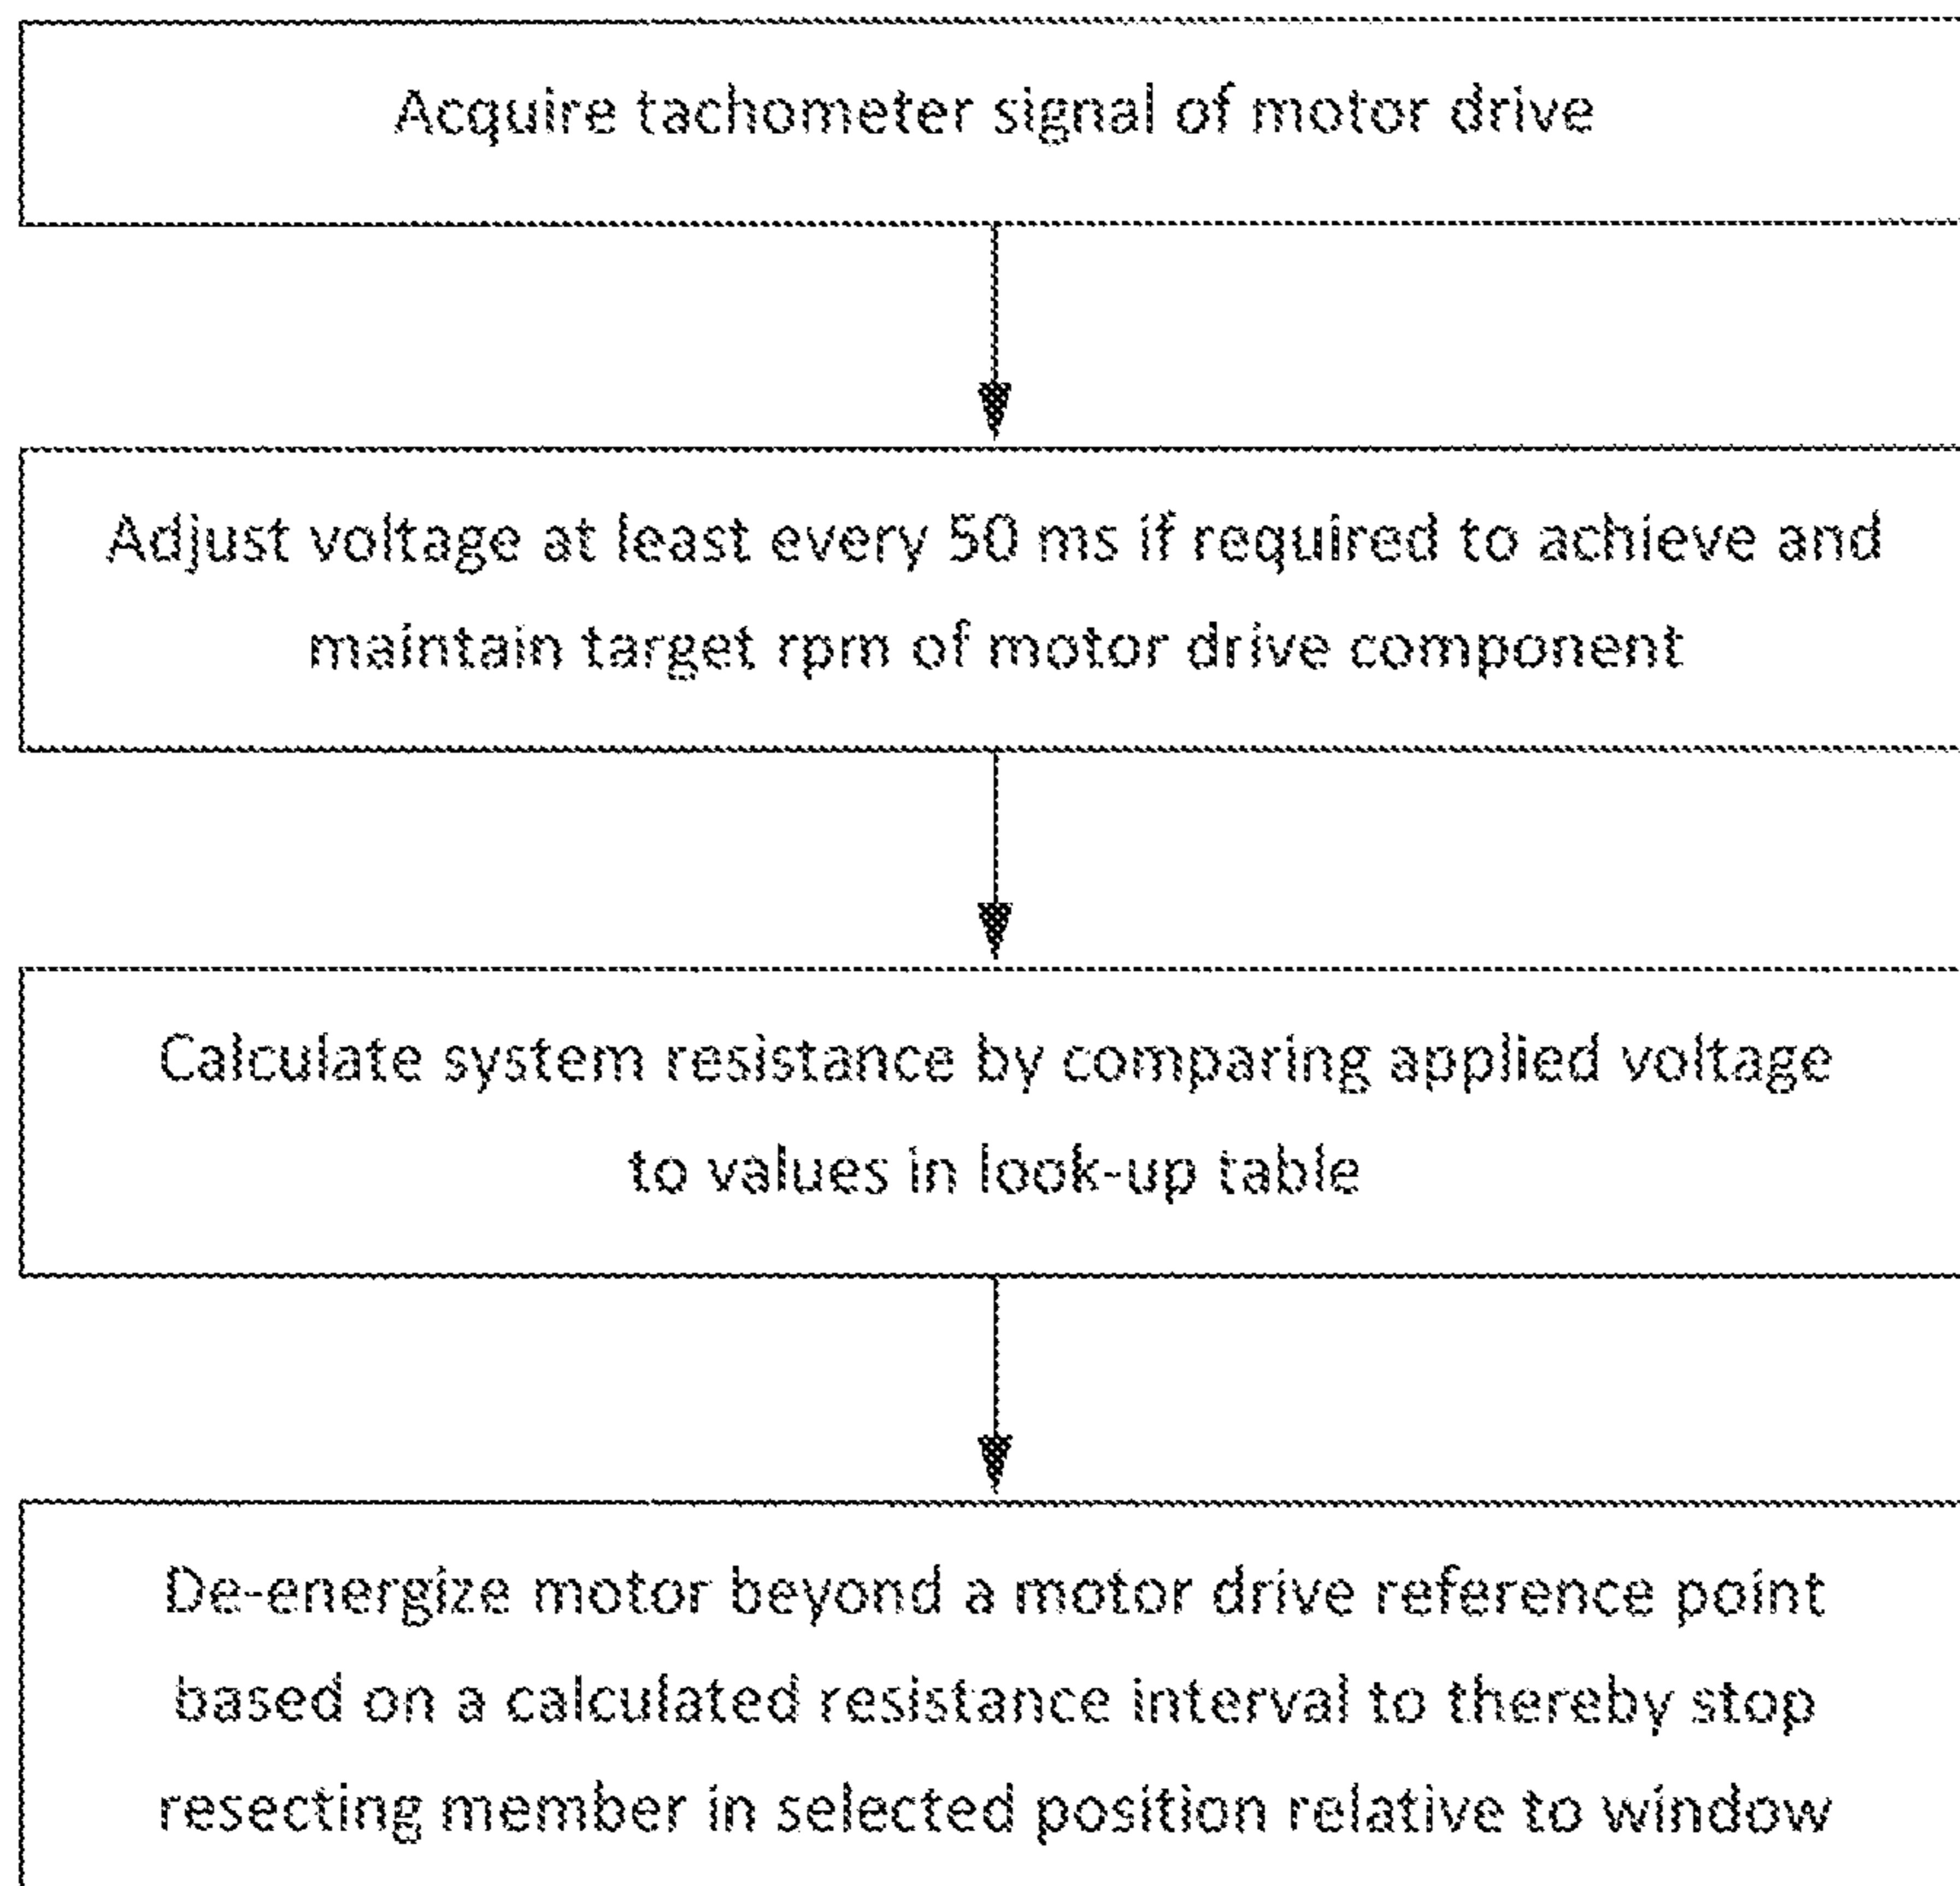 Acquire tachometer signal of motor drive
Adjust voltage at least every 50 ms if required to achieve and
maintain target rpm of motor drive component
Calculate system resistance by comparing applied voltage
to values in look-up table
De-energize motor beyond a motor drive reference point
based on a calculated resistance interval to thereby stop
resecting member in selected position relative to window